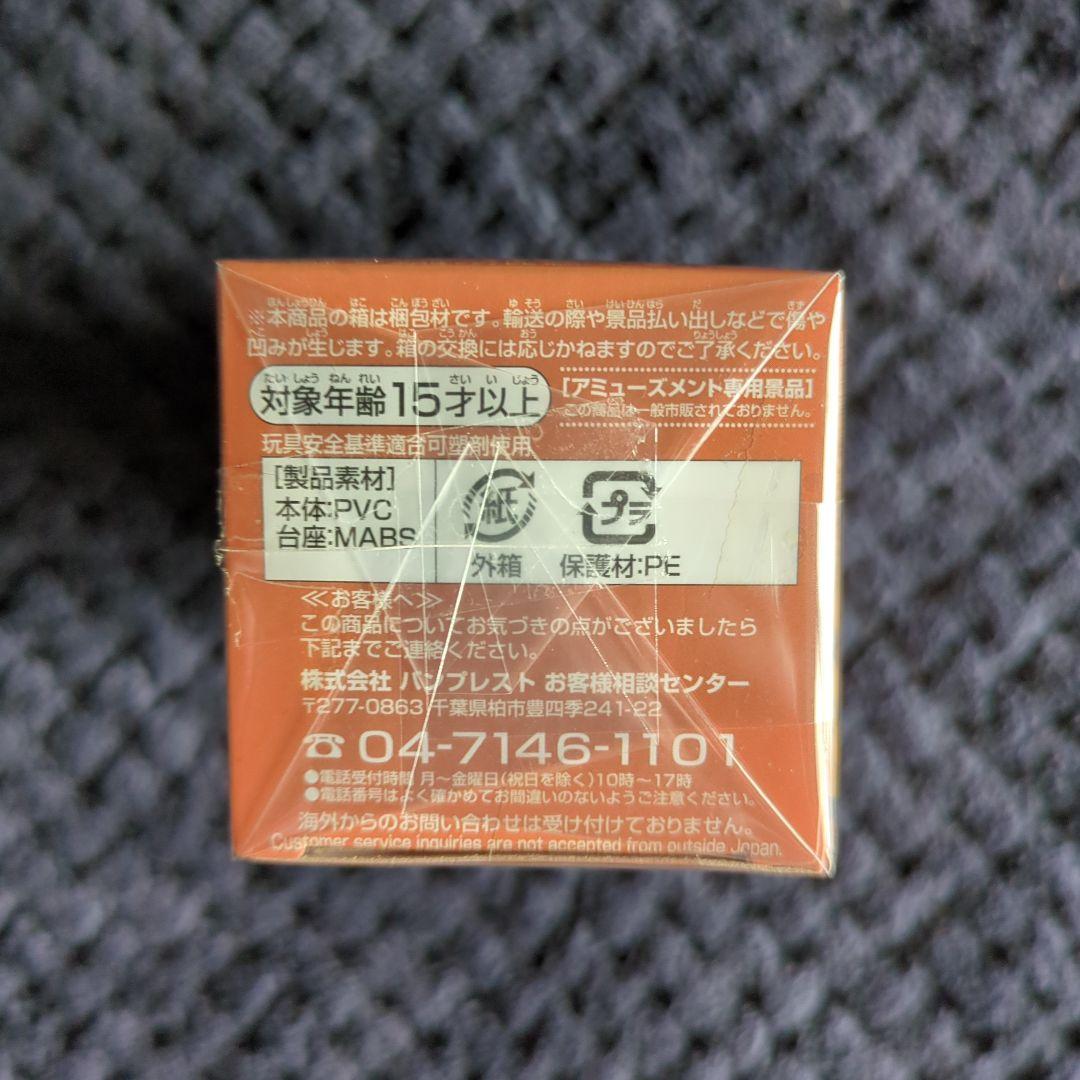 ※本商品の箱は梱包材です。輸送の際や景品払い出しなどで傷や
凹みが生じます。箱の交換には応じかねますのでご了承ください。
対象年齢15才以上
[アミューズメント専用景品]
この商品は一般市販されておりません。
玩具安全基準適合可塑剤使用
[製品素材]
本体:PVC
台座:MABS
紙
外箱
プラ
保護材:PE
≪お客様へ≫
この商品についてお気づきの点がございましたら
下記までご連絡ください。
株式会社 バンプレスト お客様相談センター
〒277-0863 千葉県柏市豊四季241-22
☎04-7146-1101
●電話受付時間 月～金曜日(祝日を除く)10時～17時
●電話番号はよく確かめてお間違いのないようご注意ください。
海外からのお問い合わせは受け付けておりません。
Customer service inquiries are not accepted from outside Japan.